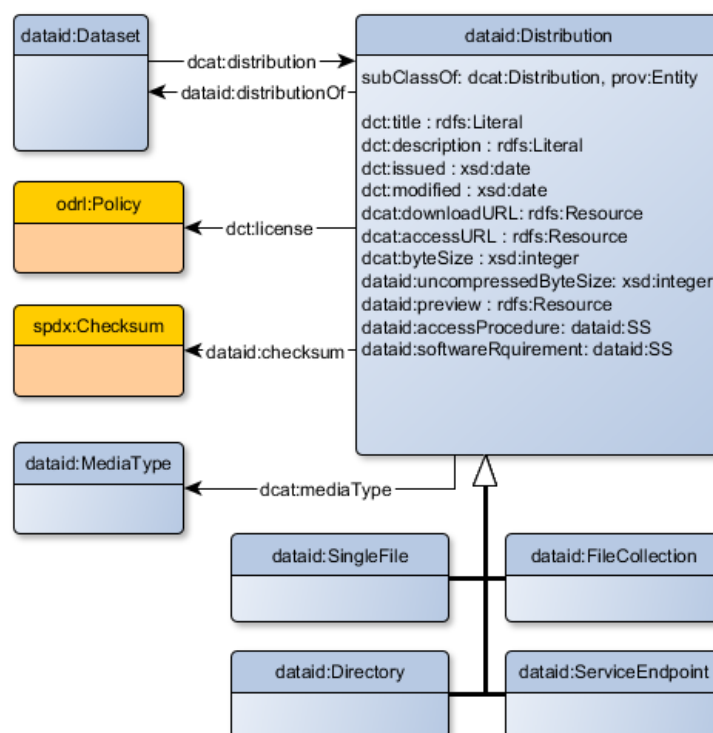 dataid:Dataset
dcat:distribution
dataid:distributionOf
dataid:Distribution
subClassOf: dcat:Distribution, prov:Entity
dct:title : rdfs:Literal
dct:description : rdfs:Literal
dct:issued : xsd:date
dct:modified : xsd:date
dcat:downloadURL: rdfs:Resource
dcat:accessURL : rdfs:Resource
dcat:byteSize : xsd:integer
dataid:uncompressedByteSize: xsd:integer
dataid:preview : rdfs:Resource
dataid:accessProcedure: dataid:SS
dataid:softwareRquirement: dataid:SS
odrl:Policy
dct:license
spdx:Checksum
dataid:checksum
dataid:MediaType
dcat:mediaType
dataid:SingleFile
dataid:FileCollection
dataid:Directory
dataid:ServiceEndpoint